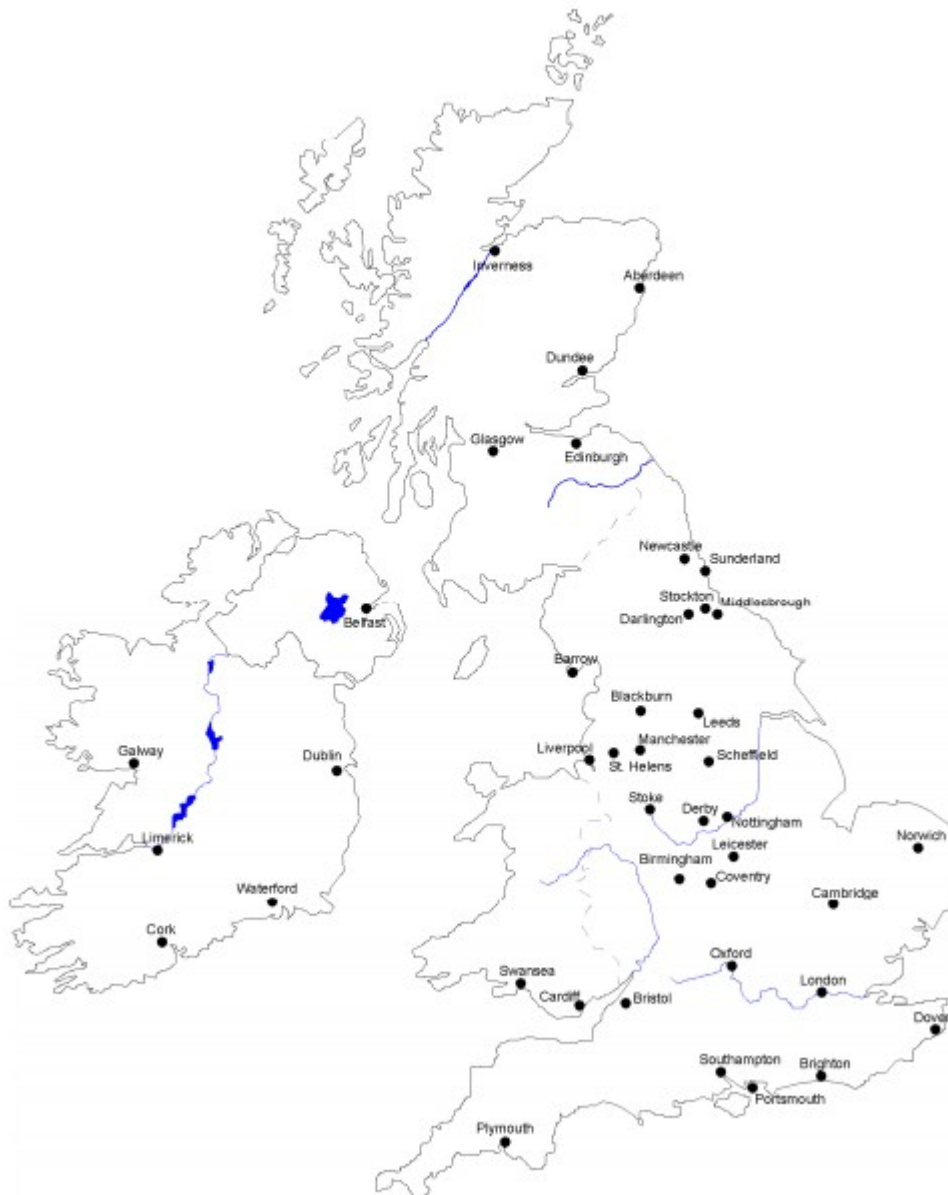 Inverness
Aberdeen
Dundee
Glasgow
Edinburgh
Newcastle
Sunderland
Stockton
Middlesbrough
Darlington
Belfast
Barrow
Blackburn
Leeds
Manchester
Liverpool
St. Helens
Scheffield
Galway
Dublin
Stoke
Derby
Nottingham
Limerick
Leicester
Norwich
Birmingham
Coventry
Waterford
Cambridge
Cork
Oxford
Swansea
London
Cardiff
Bristol
Dover
Southampton
Brighton
Portsmouth
Plymouth